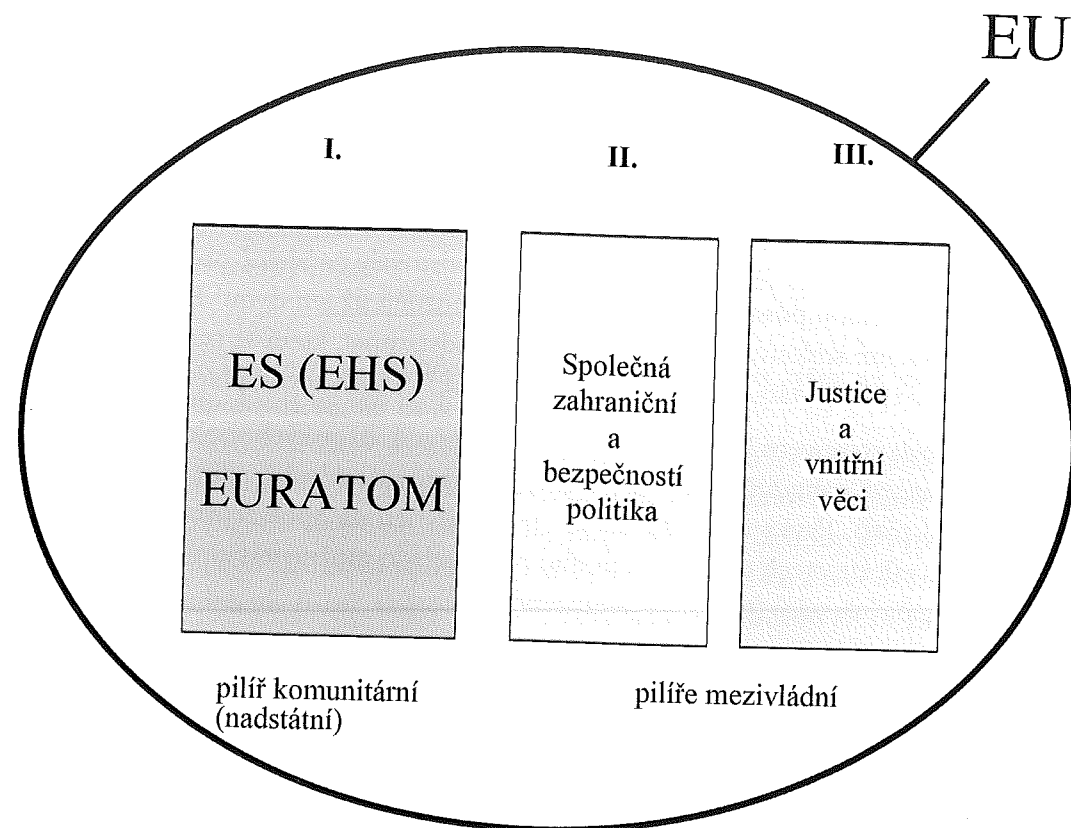 EU
I.
II.
III.
ES (EHS)
EURATOM
Společná
zahraniční
a
bezpečností
politika
Justice
a
vnitřní
věci
pilíř komunitární
(nadstátní)
pilíře mezivládní